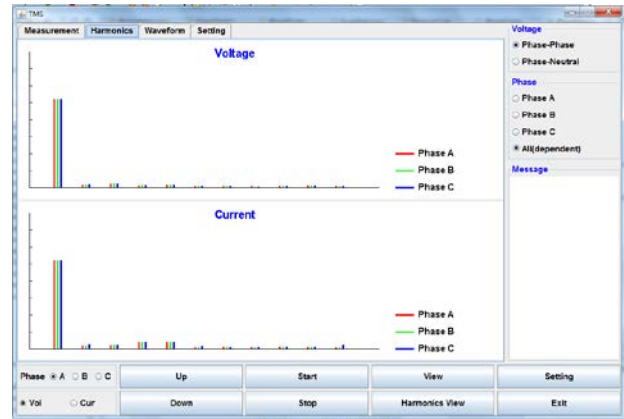 TMS
Measurement Harmonics Waveform Setting
Voltage
Phase A
Phase B
Phase C
Current
Phase A
Phase B
Phase C
Voltage
Phase-Phase
Phase-Neutral
Phase
Phase A
Phase B
Phase C
All(dependent)
Message
Phase A B C Up Start View Setting
Vol Cur Down Stop Harmonics View Exit